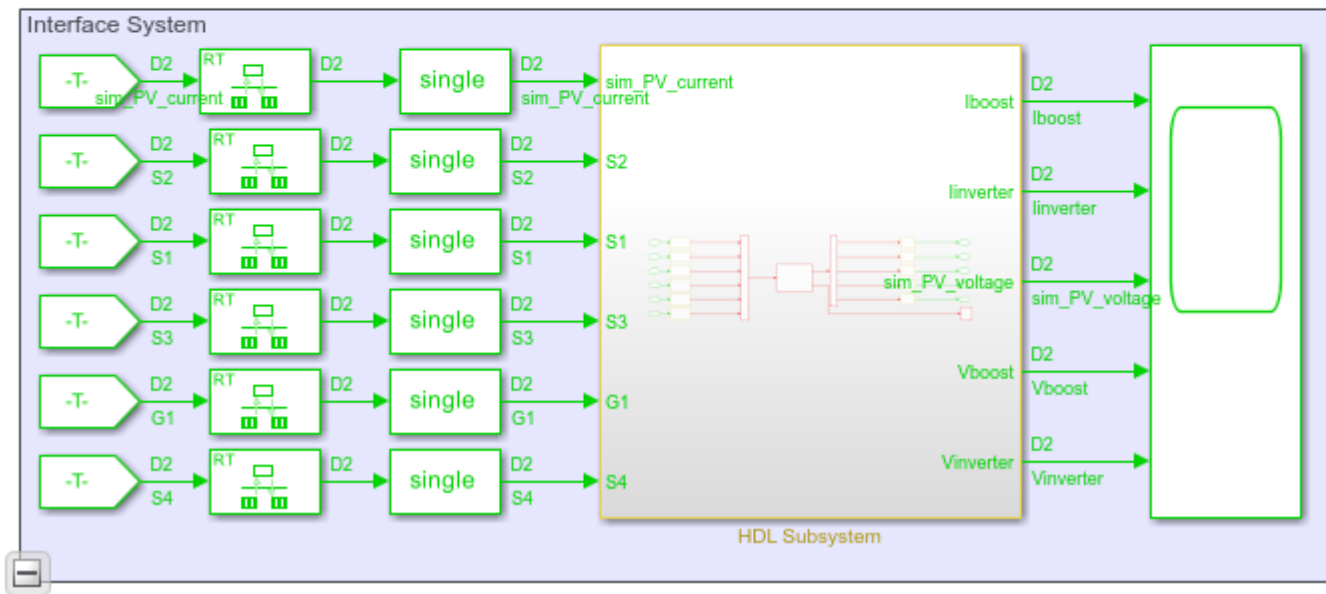 Interface System
-T-
D2
sim_PV_current
RT
D2
single
D2
sim_PV_current
sim_PV_current
-T-
D2
S2
RT
D2
single
D2
S2
S2
-T-
D2
S1
RT
D2
single
D2
S1
S1
-T-
D2
S3
RT
D2
single
D2
S3
S3
-T-
D2
G1
RT
D2
single
D2
G1
G1
-T-
D2
S4
RT
D2
single
D2
S4
S4
Iboost
D2
Iboost
Iinverter
D2
Iinverter
sim_PV_voltage
D2
sim_PV_voltage
Vboost
D2
Vboost
Vinverter
D2
Vinverter
HDL Subsystem